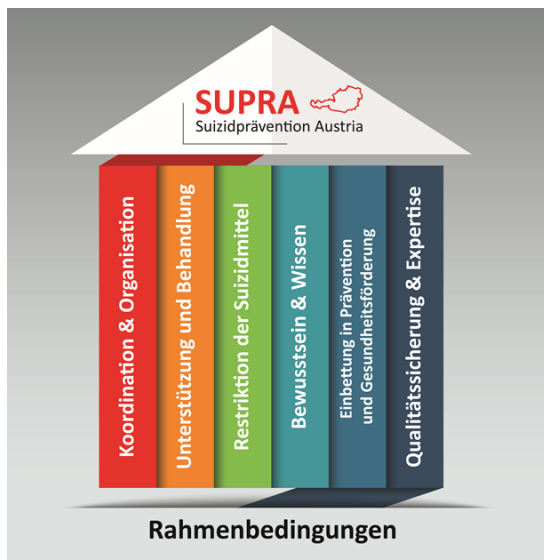 SUPRA
Suizidprävention Austria
Koordination & Organisation
Unterstützung und Behandlung
Restriktion der Suizidmittel
Bewusstsein & Wissen
Einbettung in Prävention
und Gesundheitsförderung
Qualitätssicherung & Expertise
Rahmenbedingungen